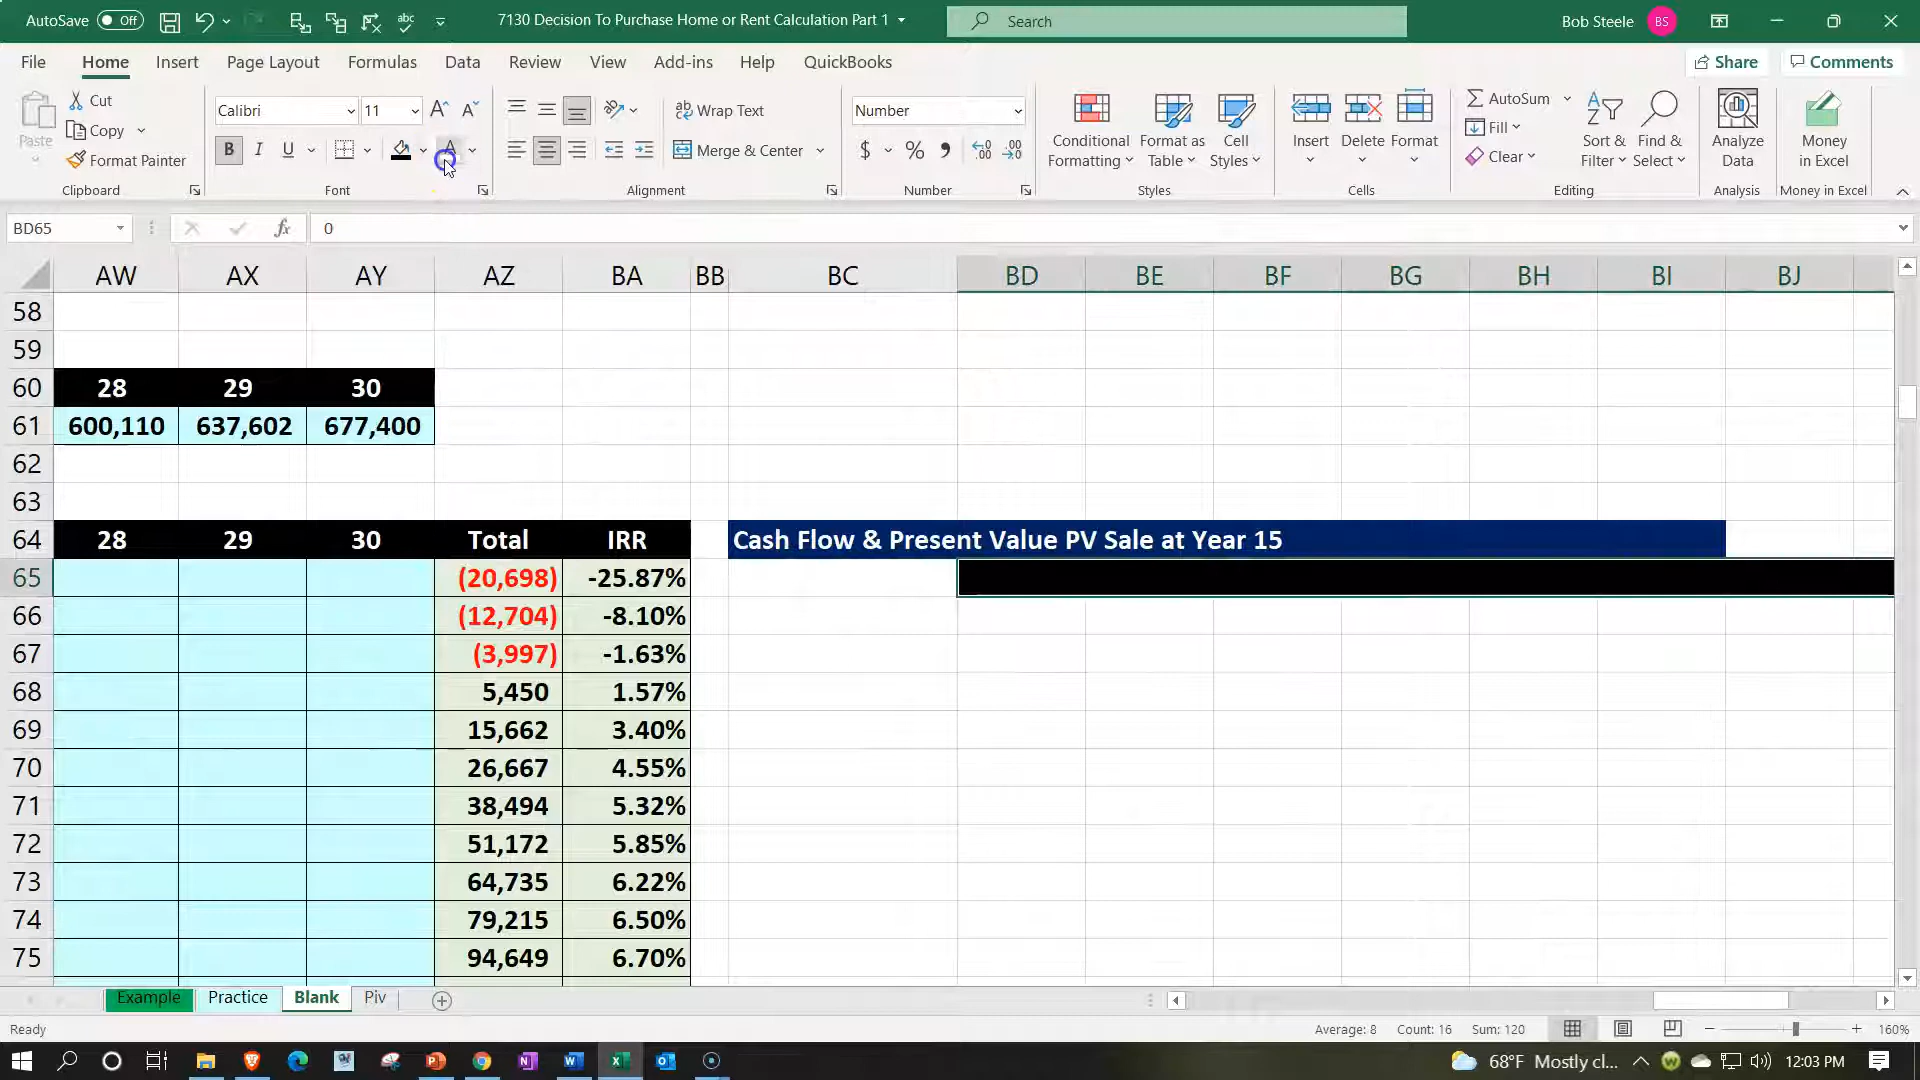 AutoSave Off 7130 Decision To Purchase Home or Rent Calculation Part 1 Search Bob Steele BS
File Home Insert Page Layout Formulas Data Review View Add-ins Help QuickBooks Share Comments
Paste Cut Copy Format Painter Clipboard
Calibri 11 Font
Wrap Text Merge & Center Alignment
Number Number
Conditional Formatting Format as Table Cell Styles Styles
Insert Delete Format Cells
AutoSum Fill Clear Sort & Filter Find & Select Editing
Analyze Data Analysis
Money in Excel Money in Excel
BD65 fx 0
AW AX AY AZ BA BB BC BD BE BF BG BH BI BJ
58
59
60 28 29 30
61 600,110 637,602 677,400
62
63
64 28 29 30 Total IRR Cash Flow & Present Value PV Sale at Year 15
65 (20,698) -25.87%
66 (12,704) -8.10%
67 (3,997) -1.63%
68 5,450 1.57%
69 15,662 3.40%
70 26,667 4.55%
71 38,494 5.32%
72 51,172 5.85%
73 64,735 6.22%
74 79,215 6.50%
75 94,649 6.70%
Example Practice Blank Piv
Ready Average: 8 Count: 16 Sum: 120 160%
68°F Mostly cl... 12:03 PM